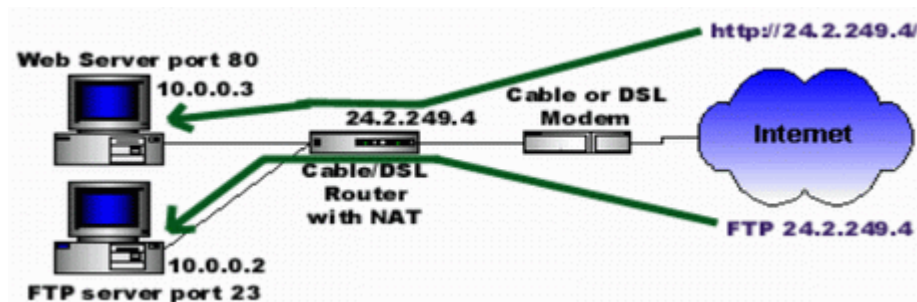 http://24.2.249.4/
Web Server port 80
10.0.0.3
Cable or DSL
Modem
24.2.249.4
Internet
Cable/DSL
Router
with NAT
FTP 24.2.249.4
10.0.0.2
FTP server port 23